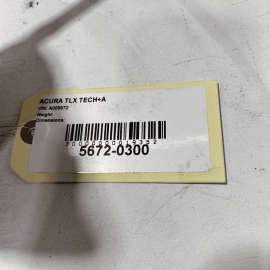 ACURA TLX TECH+A
VIN: A005672
Weight:
Dimensions:
5672-0300